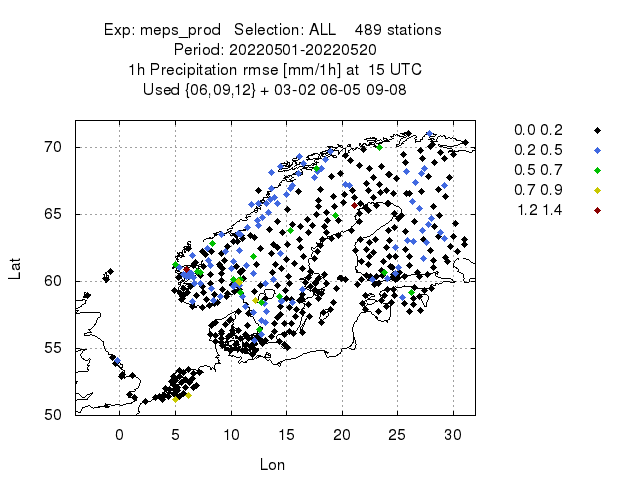 Exp: meps_prod   Selection: ALL    489 stations
Period: 20220501-20220520
1h Precipitation rmse [mm/1h] at  15 UTC
Used {06,09,12} + 03-02 06-05 09-08
0.0 0.2
0.2 0.5
0.5 0.7
0.7 0.9
1.2 1.4
70
65
60
55
50
Lat
0 5 10 15 20 25 30
Lon